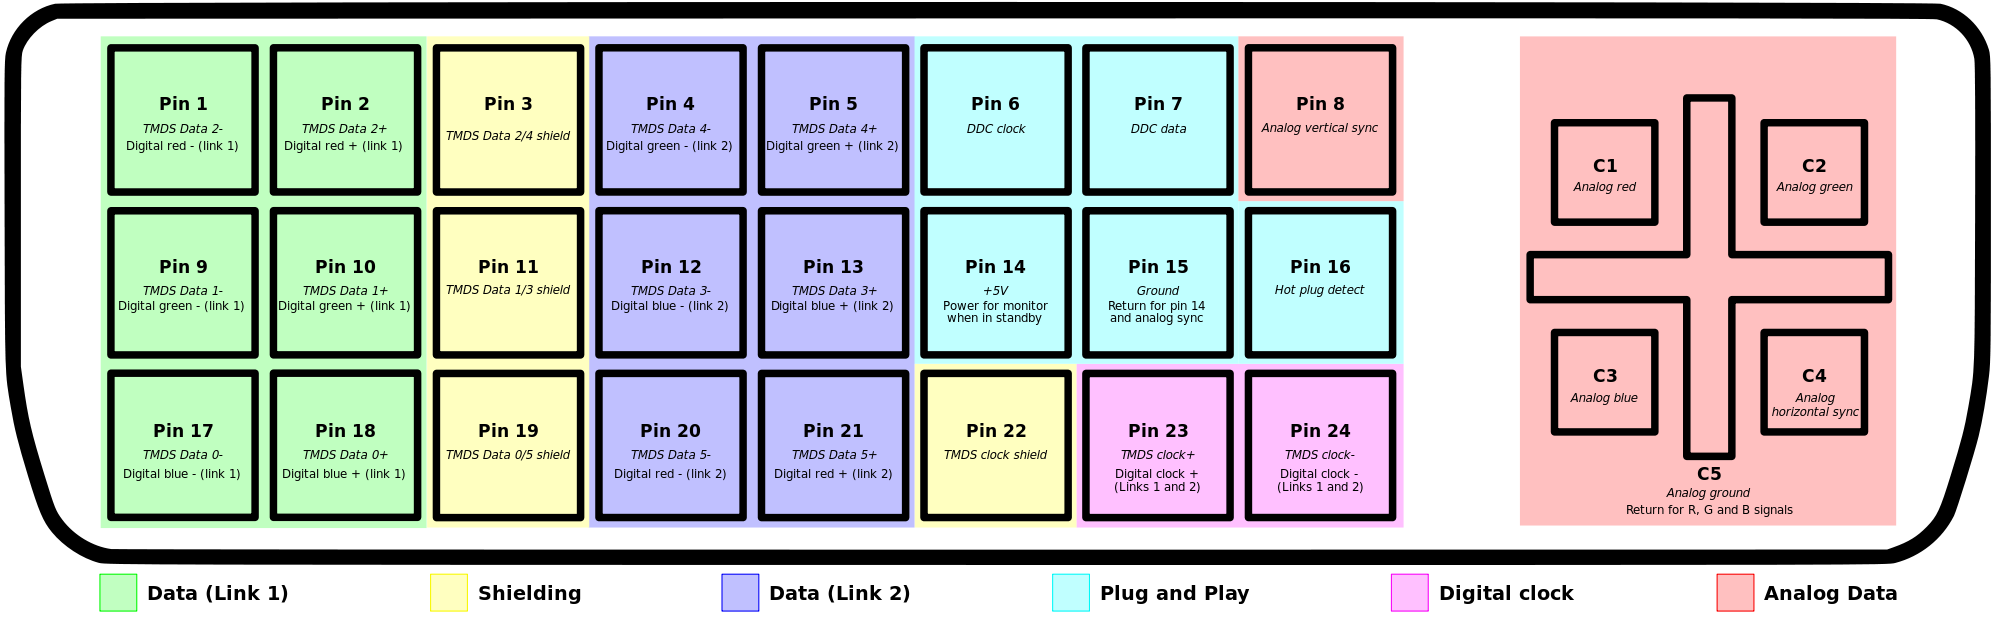 Pin 1
TMDS Data 2-
Digital red - (link 1)
Pin 2
TMDS Data 2+
Digital red + (link 1)
Pin 3
TMDS Data 2/4 shield
Pin 4
TMDS Data 4-
Digital green - (link 2)
Pin 5
TMDS Data 4+
Digital green + (link 2)
Pin 6
DDC clock
Pin 7
DDC data
Pin 8
Analog vertical sync
Pin 9
TMDS Data 1-
Digital green - (link 1)
Pin 10
TMDS Data 1+
Digital green + (link 1)
Pin 11
TMDS Data 1/3 shield
Pin 12
TMDS Data 3-
Digital blue - (link 2)
Pin 13
TMDS Data 3+
Digital blue + (link 2)
Pin 14
+5V
Power for monitor
when in standby
Pin 15
Ground
Return for pin 14
and analog sync
Pin 16
Hot plug detect
Pin 17
TMDS Data 0-
Digital blue - (link 1)
Pin 18
TMDS Data 0+
Digital blue + (link 1)
Pin 19
TMDS Data 0/5 shield
Pin 20
TMDS Data 5-
Digital red - (link 2)
Pin 21
TMDS Data 5+
Digital red + (link 2)
Pin 22
TMDS clock shield
Pin 23
TMDS clock+
Digital clock +
(Links 1 and 2)
Pin 24
TMDS clock-
Digital clock -
(Links 1 and 2)
C1
Analog red
C2
Analog green
C3
Analog blue
C4
Analog
horizontal sync
C5
Analog ground
Return for R, G and B signals
Data (Link 1)
Shielding
Data (Link 2)
Plug and Play
Digital clock
Analog Data